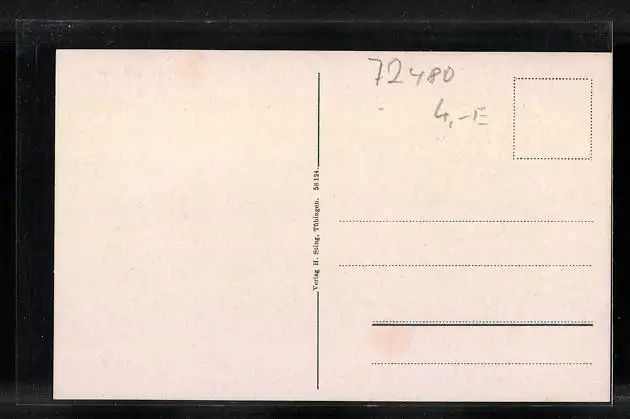 72480
4,-E
Verlag H. Sting, Tübingen. 58124.